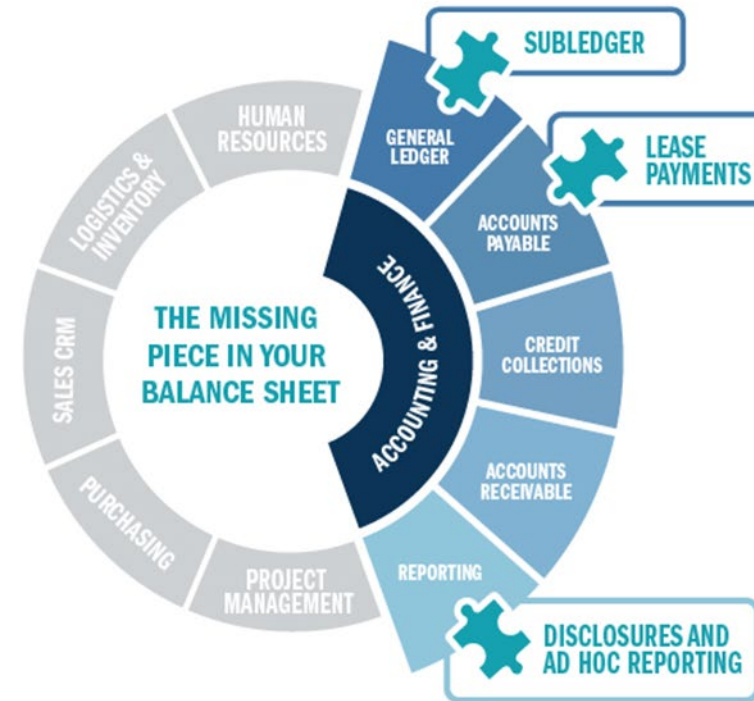 SUBLEDGER
GENERAL
LEDGER
LEASE
PAYMENTS
ACCOUNTS
PAYABLE
CREDIT
COLLECTIONS
ACCOUNTS
RECEIVABLE
REPORTING
DISCLOSURES AND
AD HOC REPORTING
ACCOUNTING & FINANCE
THE MISSING
PIECE IN YOUR
BALANCE SHEET
HUMAN
RESOURCES
LOGISTICS &
INVENTORY
SALES CRM
PURCHASING
PROJECT
MANAGEMENT